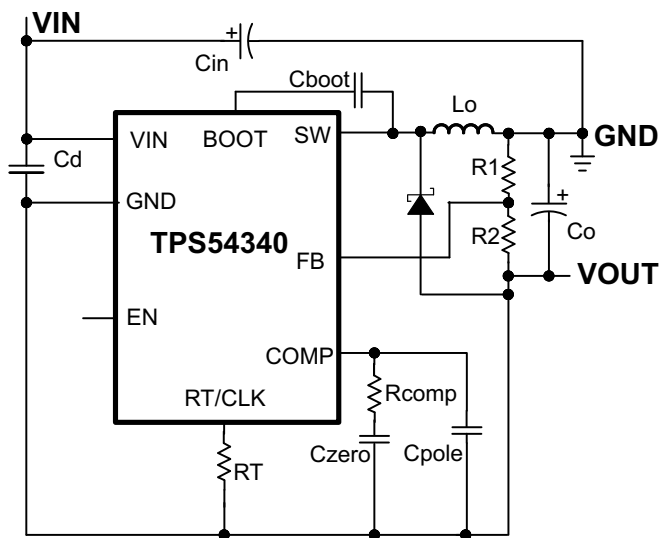 VIN
+
Cin
Cboot
Lo
VIN
BOOT
SW
GND
Cd
R1
+
GND
TPS54340
R2
Co
FB
VOUT
EN
COMP
RT/CLK
Rcomp
RT
Czero
Cpole